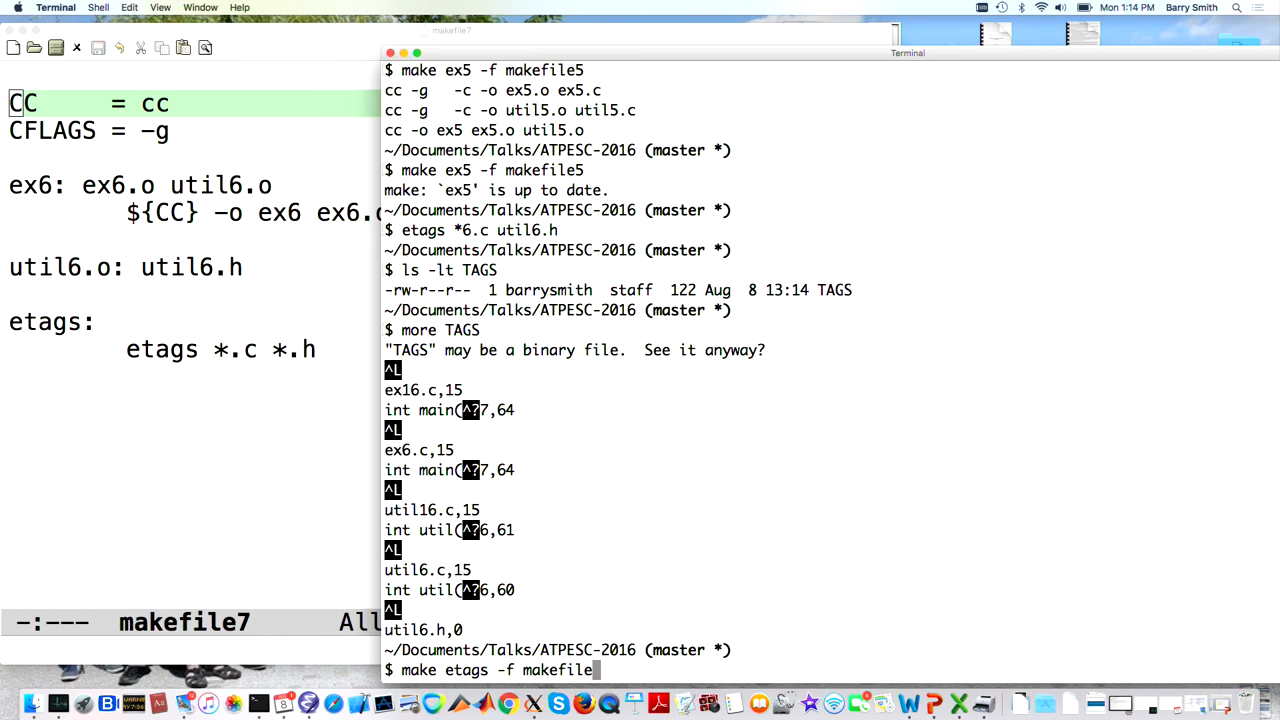 Terminal Shell Edit View Window Help
Mon 1:14 PM Barry Smith
makefile7
Terminal
CC = cc
CFLAGS = -g
ex6: ex6.o util6.o
${CC} -o ex6 ex6.o
util6.o: util6.h
etags:
etags *.c *.h
-:--- makefile7 All
$ make ex5 -f makefile5
cc -g -c -o ex5.o ex5.c
cc -g -c -o util5.o util5.c
cc -o ex5 ex5.o util5.o
~/Documents/Talks/ATPESC-2016 (master *)
$ make ex5 -f makefile5
make: `ex5' is up to date.
~/Documents/Talks/ATPESC-2016 (master *)
$ etags *6.c util6.h
~/Documents/Talks/ATPESC-2016 (master *)
$ ls -lt TAGS
-rw-r--r-- 1 barrysmith staff 122 Aug 8 13:14 TAGS
~/Documents/Talks/ATPESC-2016 (master *)
$ more TAGS
"TAGS" may be a binary file. See it anyway?
^L
ex16.c,15
int main(^?7,64
^L
ex6.c,15
int main(^?7,64
^L
util16.c,15
int util(^?6,61
^L
util6.c,15
int util(^?6,60
^L
util6.h,0
~/Documents/Talks/ATPESC-2016 (master *)
$ make etags -f makefile